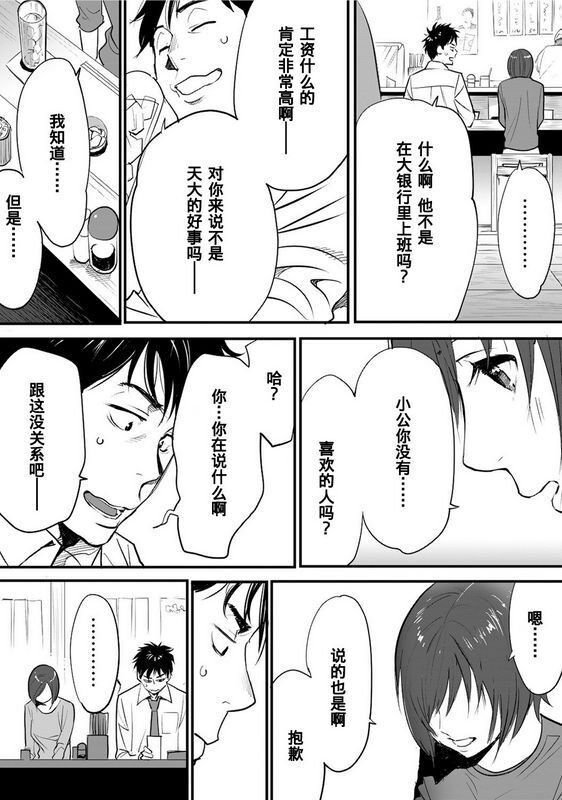 ………
什么啊 他不是
在大银行里上班吗?
工资什么的
肯定非常高啊——
对你来说不是
天大的好事吗——
我知道……
但是……
小公你没有……
喜欢的人吗?
哈?
你…你在说什么啊
跟这没关系吧——
嗯……
说的也是啊
抱歉
………